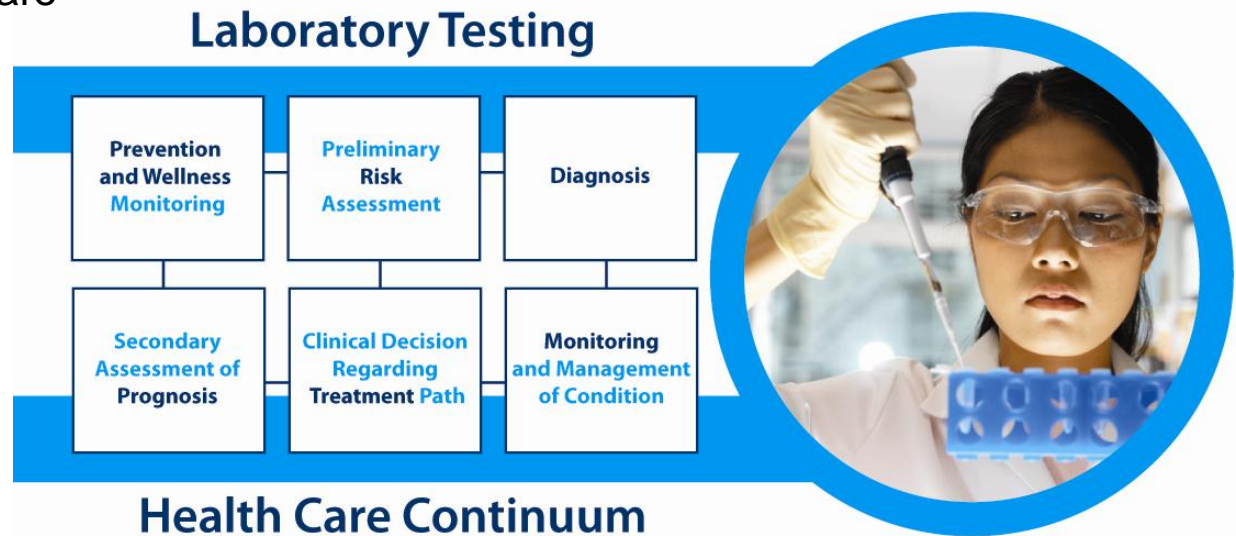 Laboratory Testing
Prevention
and Wellness
Monitoring
Preliminary
Risk
Assessment
Diagnosis
Secondary
Assessment of
Prognosis
Clinical Decision
Regarding
Treatment Path
Monitoring
and Management
of Condition
Health Care Continuum